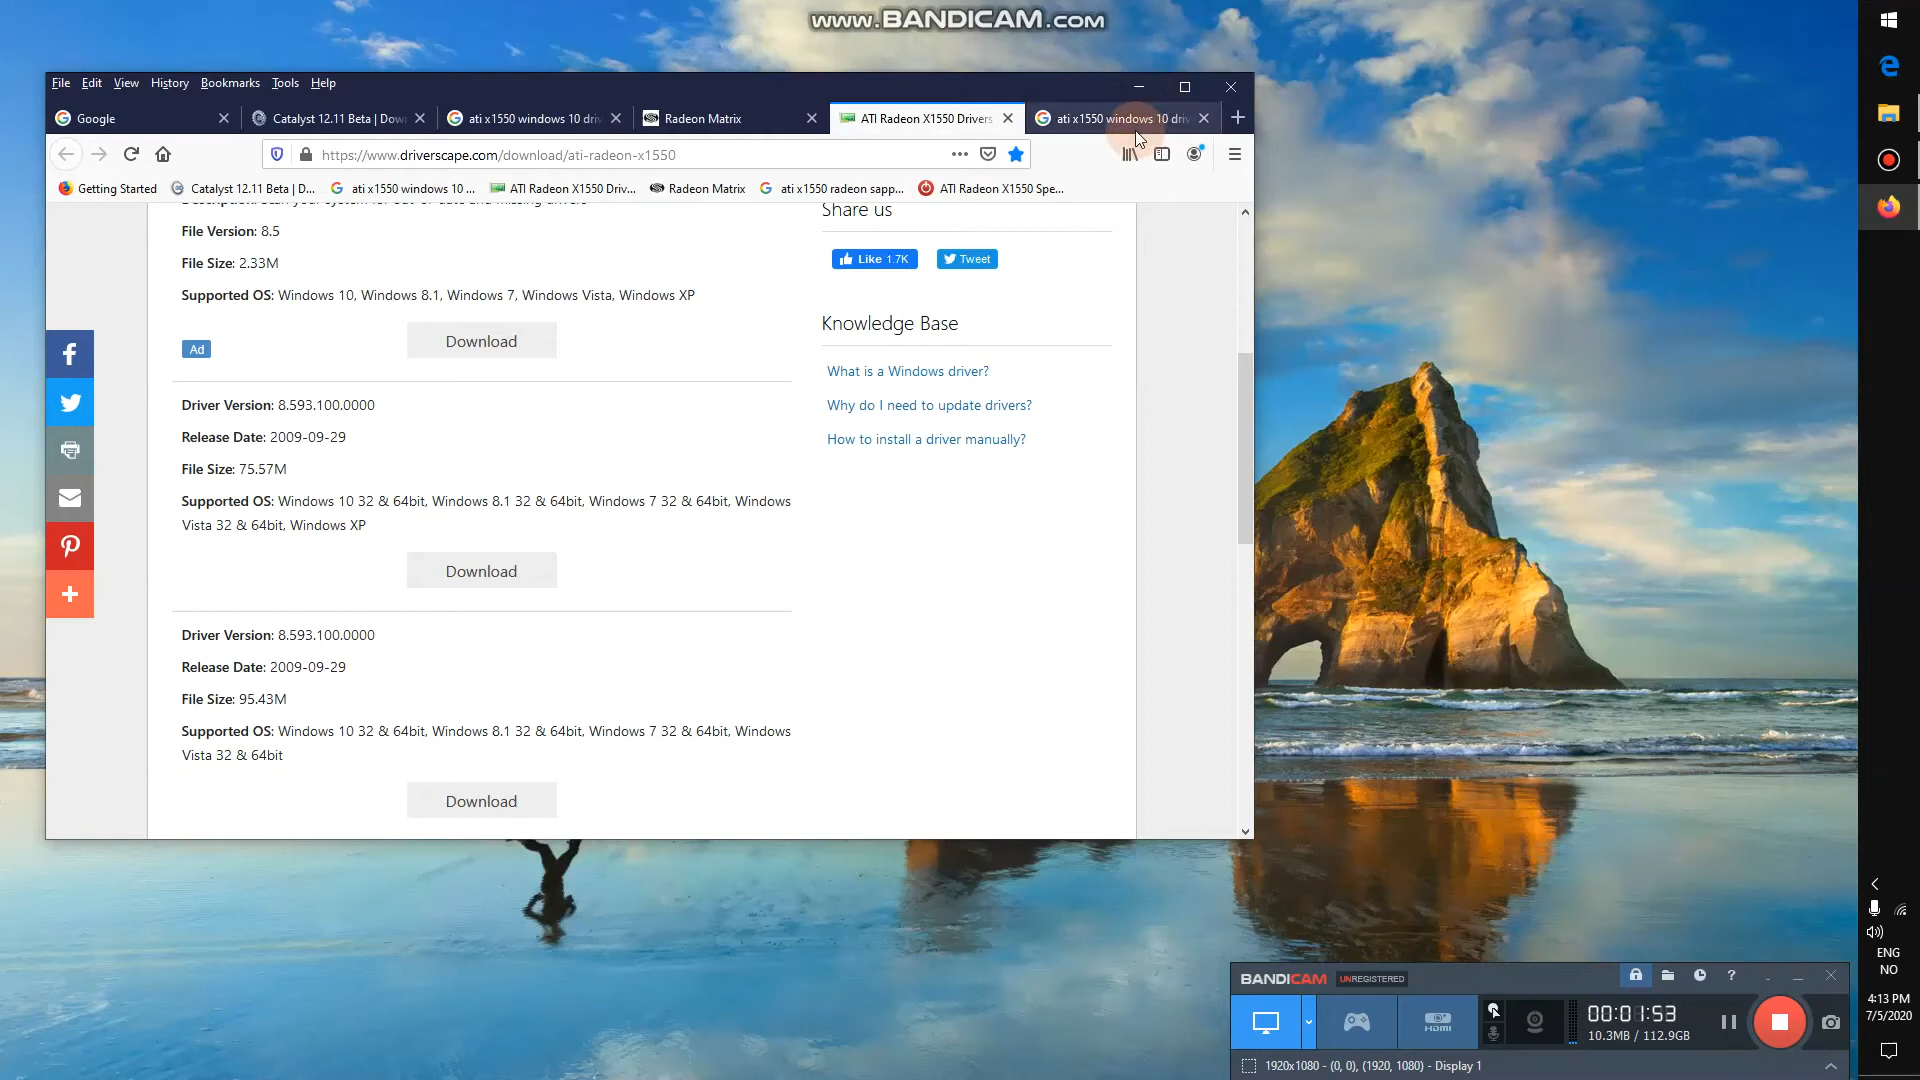 www.BANDICAM.com
File Edit View History Bookmarks Tools Help
Google
Catalyst 12.11 Beta | Dow
ati x1550 windows 10 driv
Radeon Matrix
ATI Radeon X1550 Drivers
ati x1550 windows 10 driv
https://www.driverscape.com/download/ati-radeon-x1550
Getting Started
Catalyst 12.11 Beta | D...
ati x1550 windows 10 ...
ATI Radeon X1550 Driv...
Radeon Matrix
ati x1550 radeon sapp...
ATI Radeon X1550 Spe...
File Version: 8.5
File Size: 2.33M
Supported OS: Windows 10, Windows 8.1, Windows 7, Windows Vista, Windows XP
Ad
Download
Driver Version: 8.593.100.0000
Release Date: 2009-09-29
File Size: 75.57M
Supported OS: Windows 10 32 & 64bit, Windows 8.1 32 & 64bit, Windows 7 32 & 64bit, Windows
Vista 32 & 64bit, Windows XP
Download
Driver Version: 8.593.100.0000
Release Date: 2009-09-29
File Size: 95.43M
Supported OS: Windows 10 32 & 64bit, Windows 8.1 32 & 64bit, Windows 7 32 & 64bit, Windows
Vista 32 & 64bit
Download
Share us
Like 1.7K
Tweet
Knowledge Base
What is a Windows driver?
Why do I need to update drivers?
How to install a driver manually?
ENG
NO
4:13 PM
7/5/2020
BANDICAM UNREGISTERED
HDMI
00:01:53
10.3MB / 112.9GB
1920x1080 - (0, 0), (1920, 1080) - Display 1